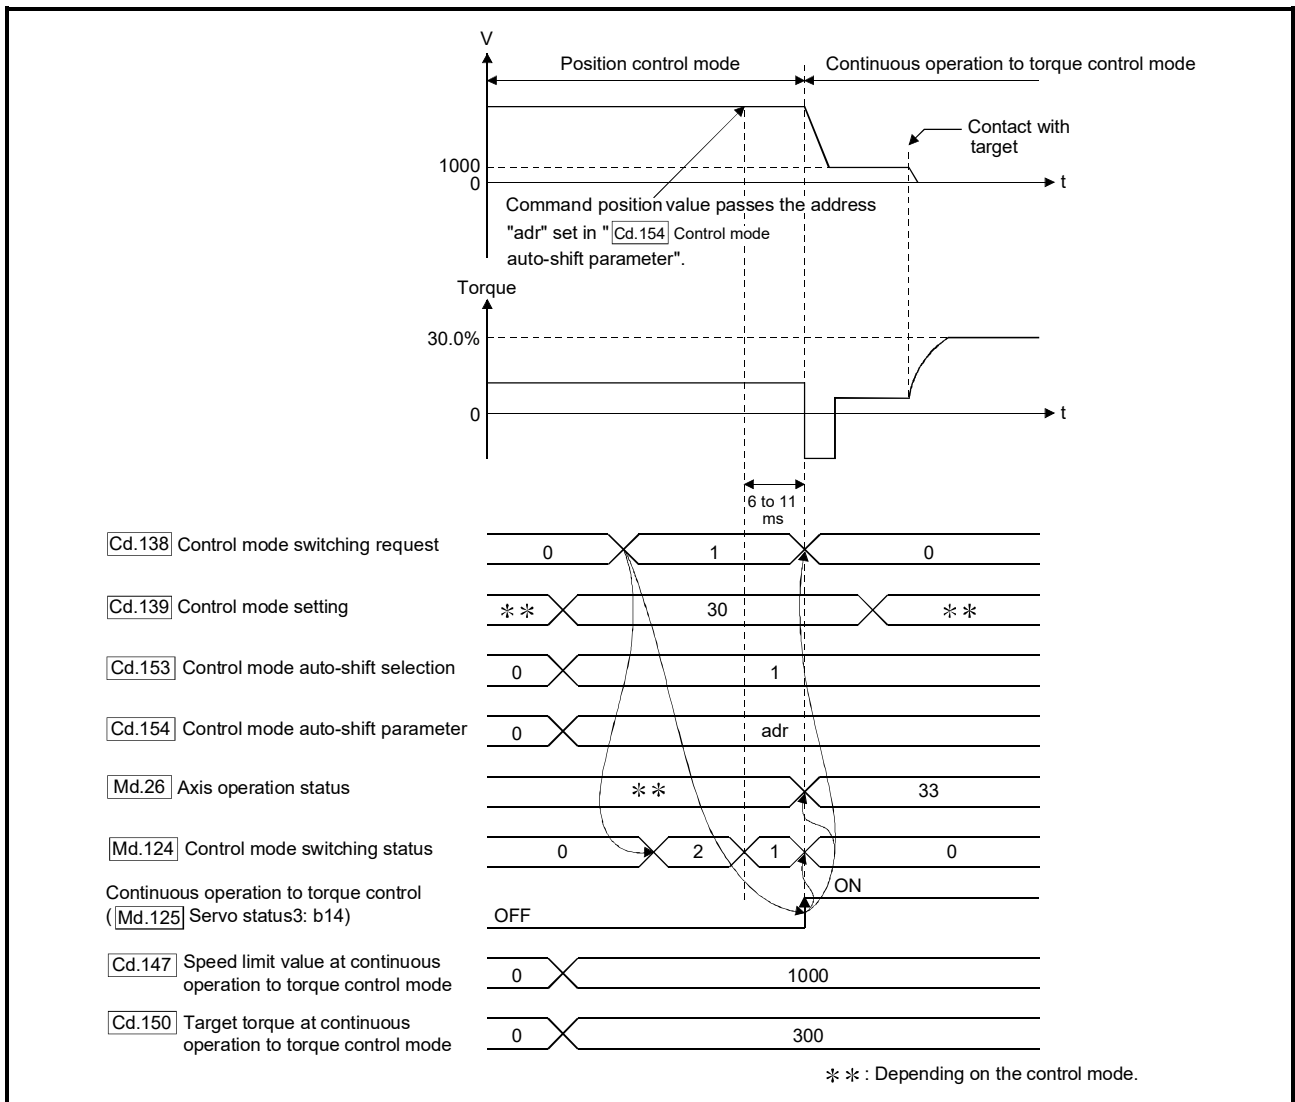 V
Position control mode
Continuous operation to torque control mode
Contact with
target
1000
0
t
Command position value passes the address
"adr" set in " Cd.154 Control mode
auto-shift parameter".
Torque
30.0%
0
t
6 to 11
ms
Cd.138 Control mode switching request
0
1
0
Cd.139 Control mode setting
**
30
**
Cd.153 Control mode auto-shift selection
0
1
Cd.154 Control mode auto-shift parameter
0
adr
Md.26 Axis operation status
**
33
Md.124 Control mode switching status
0
2
1
0
Continuous operation to torque control
( Md.125 Servo status3: b14)
OFF
ON
Cd.147 Speed limit value at continuous
operation to torque control mode
0
1000
Cd.150 Target torque at continuous
operation to torque control mode
0
300
** : Depending on the control mode.